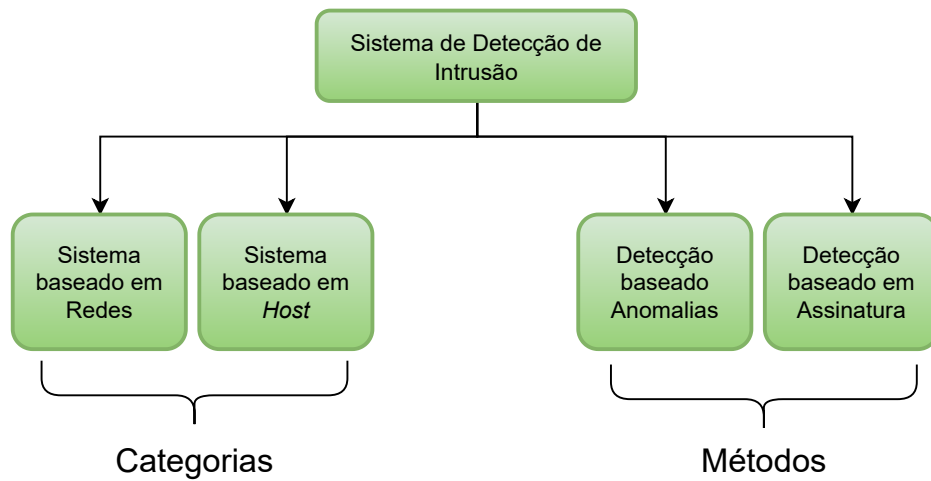 Sistema de Detecção de
Intrusão
Sistema
baseado em
Redes
Sistema
baseado em
Host
Detecção
baseado
Anomalias
Detecção
baseado em
Assinatura
Categorias
Métodos